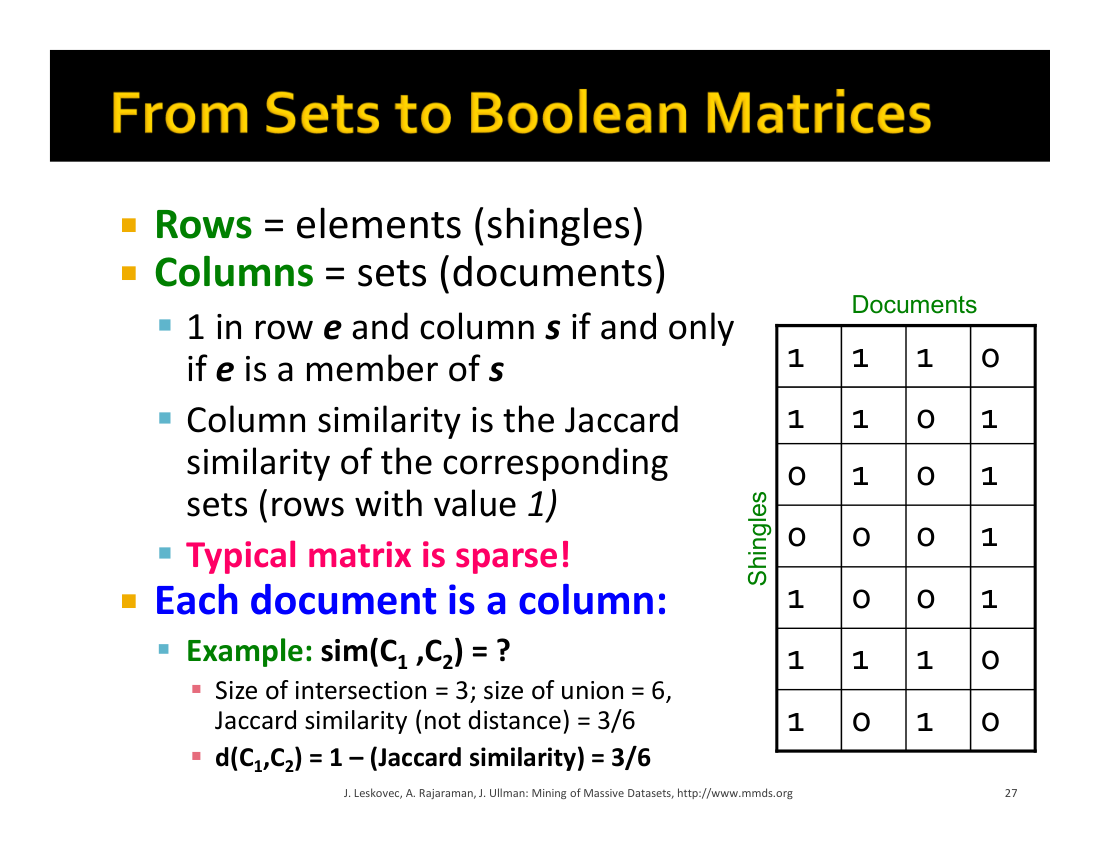 From Sets to Boolean Matrices
Rows = elements (shingles)
Columns = sets (documents)
1 in row e and column s if and only
if e is a member of s
Column similarity is the Jaccard
similarity of the corresponding
sets (rows with value 1)
Typical matrix is sparse!
Each document is a column:
Example: sim(C1 ,C2) = ?
Size of intersection = 3; size of union = 6,
Jaccard similarity (not distance) = 3/6
d(C1,C2) = 1 – (Jaccard similarity) = 3/6
Documents
Shingles
1 1 1 0
1 1 0 1
0 1 0 1
0 0 0 1
1 0 0 1
1 1 1 0
1 0 1 0
J. Leskovec, A. Rajaraman, J. Ullman: Mining of Massive Datasets, http://www.mmds.org
27